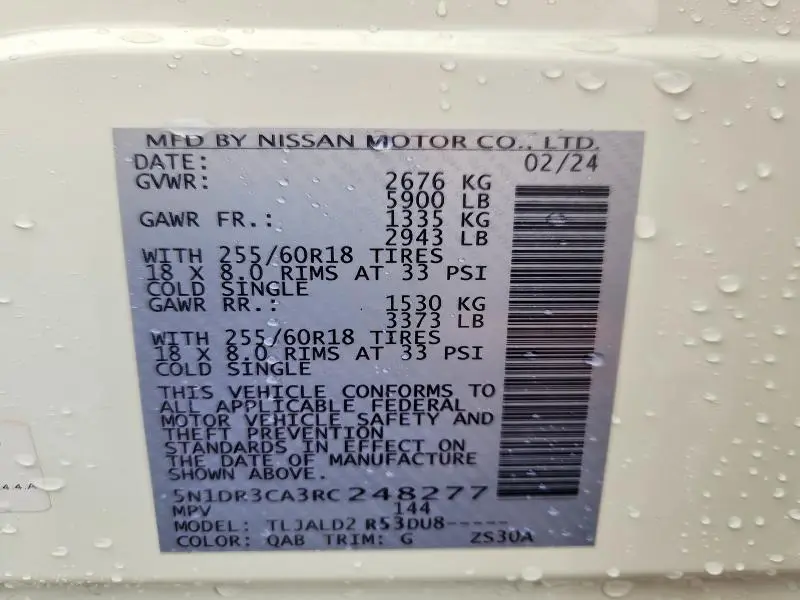 MFD BY NISSAN MOTOR CO., LTD.
DATE: 02/24
GVWR: 2676 KG
5900 LB
GAWR FR.: 1335 KG
2943 LB
WITH 255/60R18 TIRES
18 X 8.0 RIMS AT 33 PSI
COLD SINGLE
GAWR RR.: 1530 KG
3373 LB
WITH 255/60R18 TIRES
18 X 8.0 RIMS AT 33 PSI
COLD SINGLE
THIS VEHICLE CONFORMS TO
ALL APPLICABLE FEDERAL
MOTOR VEHICLE SAFETY AND
THEFT PREVENTION
STANDARDS IN EFFECT ON
THE DATE OF MANUFACTURE
SHOWN ABOVE.
5N1DR3CA3RC248277
MPV 144
MODEL: TLJALD2 R53DU8-----
COLOR: QAB TRIM: G ZS30A